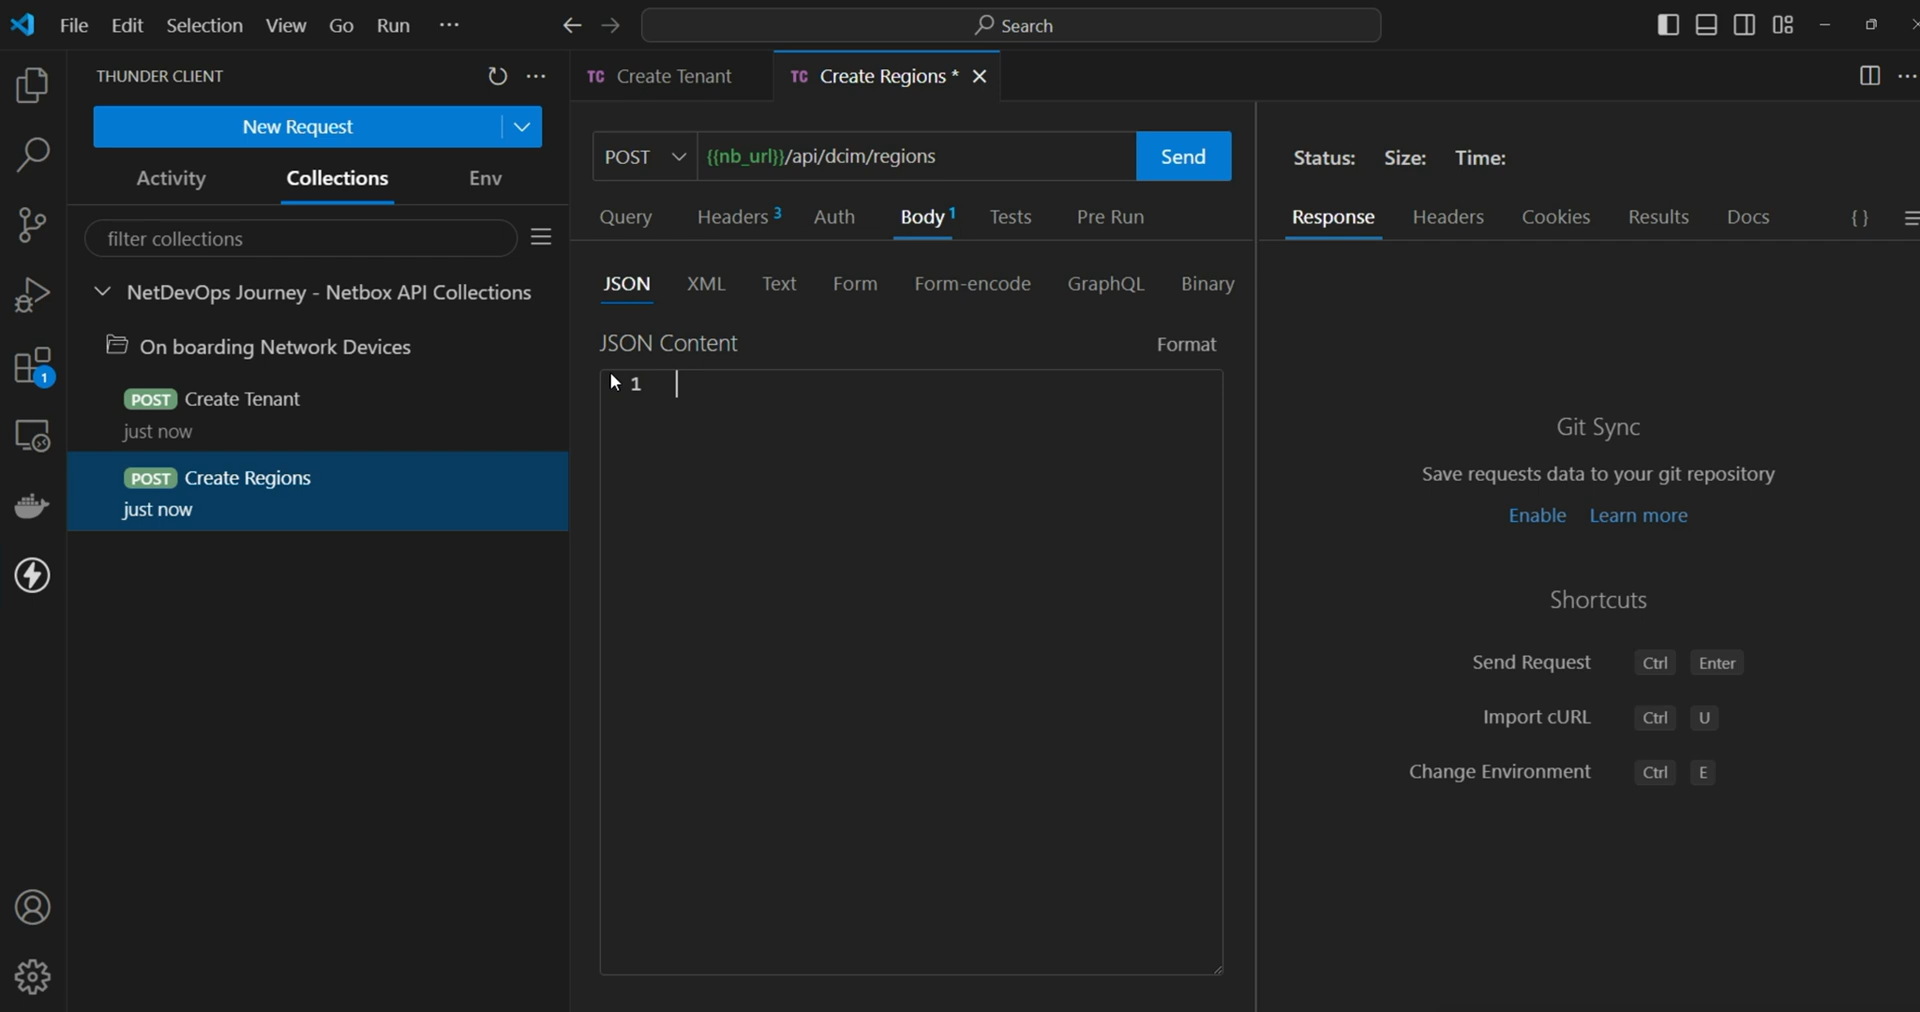 File Edit Selection View Go Run ··· Search
THUNDER CLIENT
New Request
Activity Collections Env
filter collections
NetDevOps Journey - Netbox API Collections
On boarding Network Devices
POST Create Tenant
just now
POST Create Regions
just now
1
TC Create Tenant
TC Create Regions *
POST {{nb_url}}/api/dcim/regions Send
Query Headers 3 Auth Body 1 Tests Pre Run
JSON XML Text Form Form-encode GraphQL Binary
JSON Content Format
1
Status: Size: Time:
Response Headers Cookies Results Docs { }
Git Sync
Save requests data to your git repository
Enable Learn more
Shortcuts
Send Request Ctrl Enter
Import cURL Ctrl U
Change Environment Ctrl E